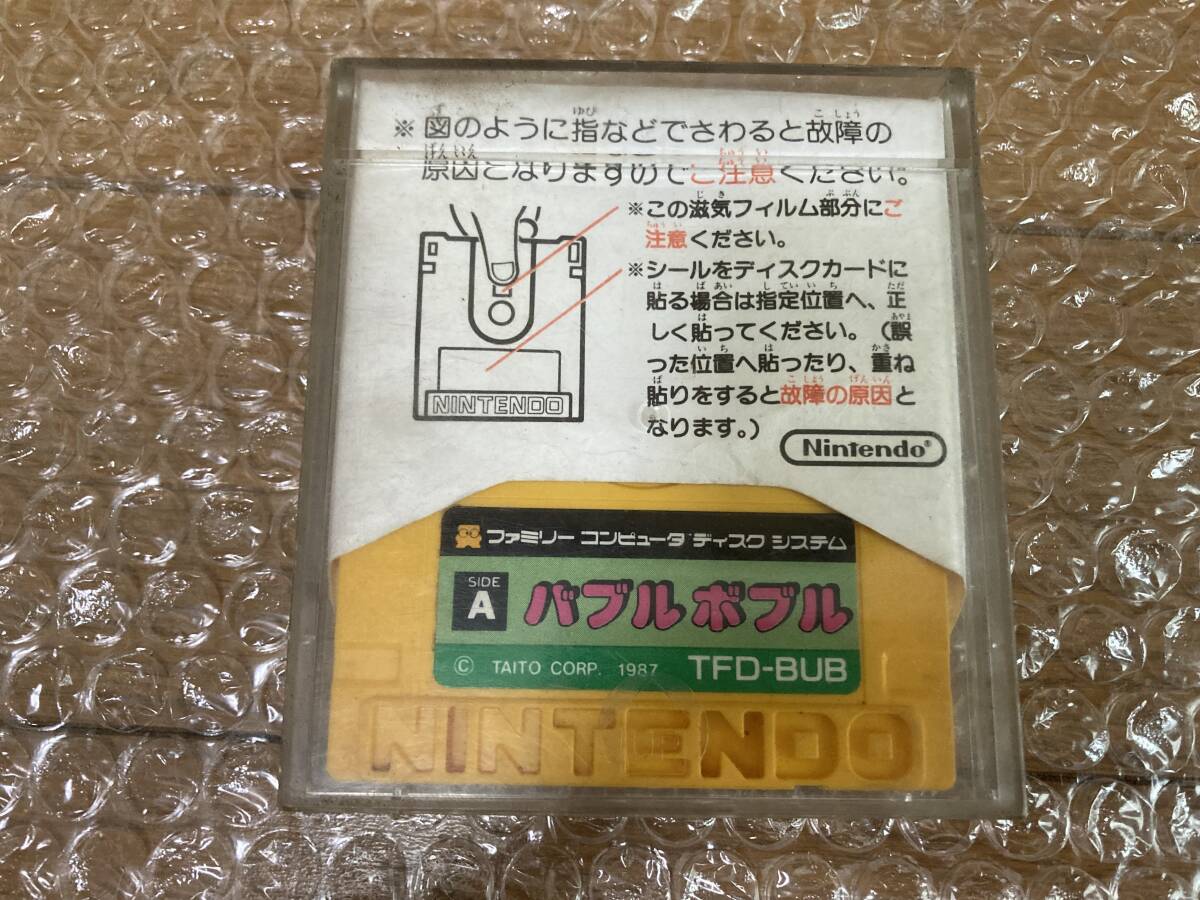 ※図のように指などでさわると故障の
原因となりますのでご注意ください。
※この滋気フィルム部分にご
注意ください。
※シールをディスクカードに
貼る場合は指定位置へ、正
しく貼ってください。(誤
った位置へ貼ったり、重ね
貼りをすると故障の原因と
なります。)
NINTENDO
Nintendo®
ファミリー コンピュータ ディスク システム
SIDE
A
バブルボブル
© TAITO CORP. 1987 TFD-BUB
NINTENDO